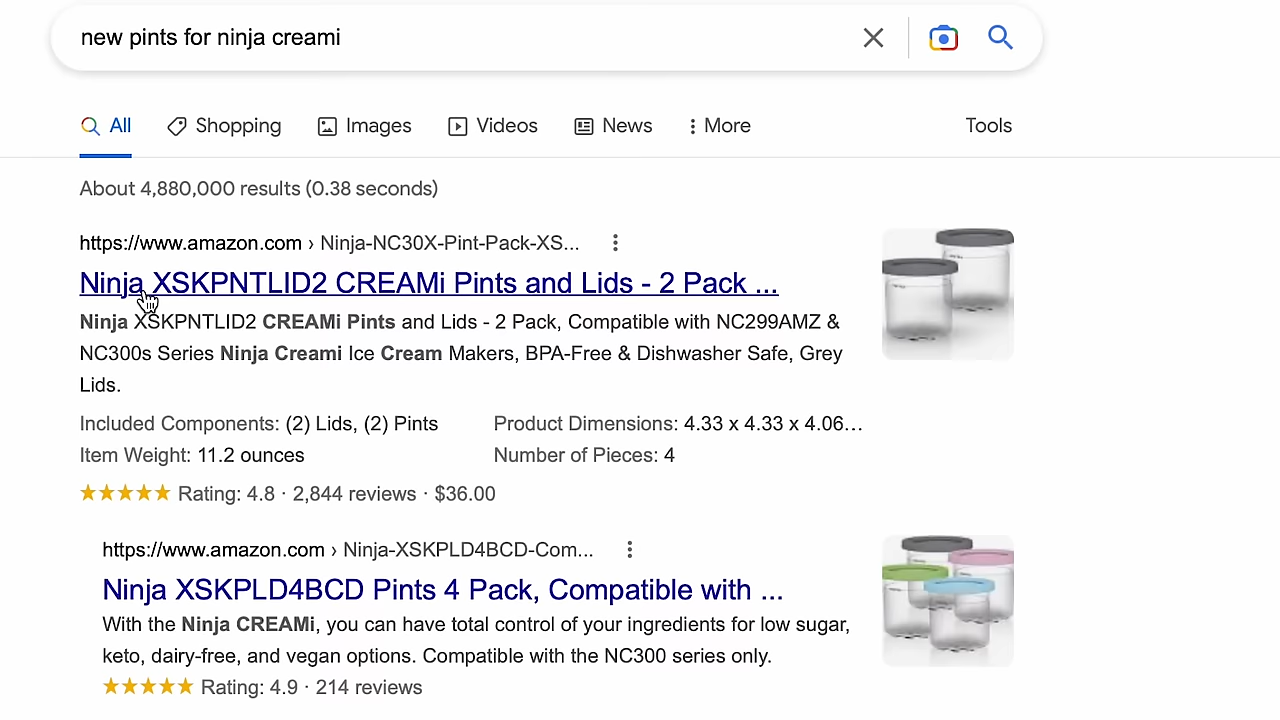 new pints for ninja creami
All Shopping Images Videos News More Tools
About 4,880,000 results (0.38 seconds)
https://www.amazon.com › Ninja-NC30X-Pint-Pack-XS...
Ninja XSKPNTLID2 CREAMi Pints and Lids - 2 Pack ...
Ninja XSKPNTLID2 CREAMi Pints and Lids - 2 Pack, Compatible with NC299AMZ &
NC300s Series Ninja Creami Ice Cream Makers, BPA-Free & Dishwasher Safe, Grey
Lids.
Included Components: (2) Lids, (2) Pints Product Dimensions: 4.33 x 4.33 x 4.06...
Item Weight: 11.2 ounces Number of Pieces: 4
Rating: 4.8 · 2,844 reviews · $36.00
https://www.amazon.com › Ninja-XSKPLD4BCD-Com...
Ninja XSKPLD4BCD Pints 4 Pack, Compatible with ...
With the Ninja CREAMi, you can have total control of your ingredients for low sugar,
keto, dairy-free, and vegan options. Compatible with the NC300 series only.
Rating: 4.9 · 214 reviews